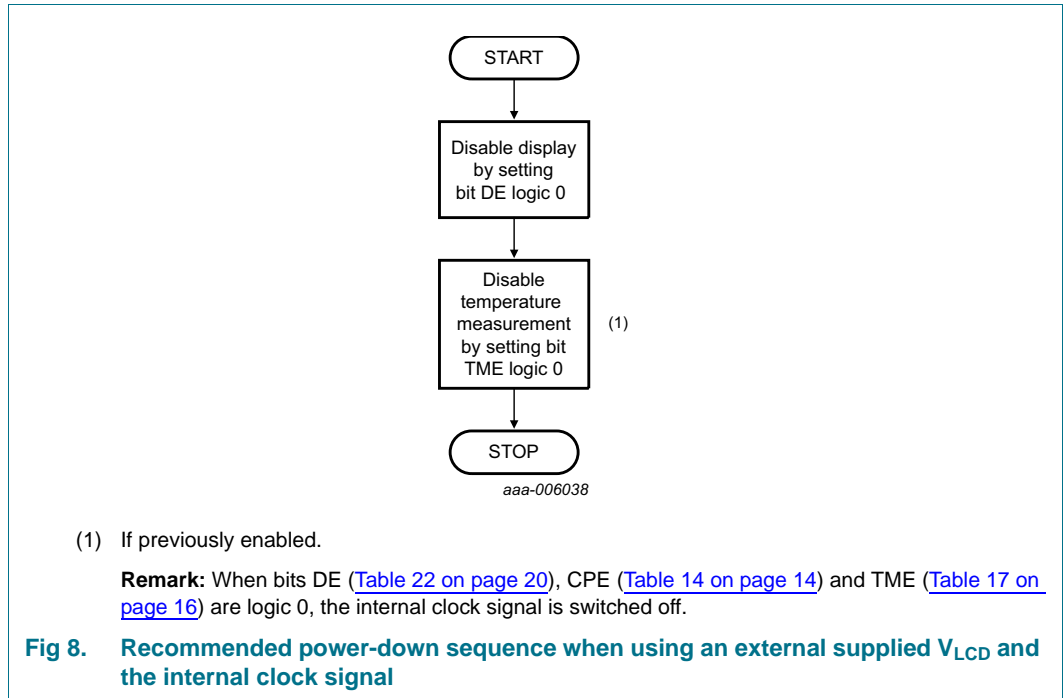 START
Disable display
by setting
bit DE logic 0
Disable
temperature
measurement
by setting bit
TME logic 0
(1)
STOP
aaa-006038
(1) If previously enabled.
Remark: When bits DE (Table 22 on page 20), CPE (Table 14 on page 14) and TME (Table 17 on
page 16) are logic 0, the internal clock signal is switched off.
Fig 8. Recommended power-down sequence when using an external supplied VLCD and
the internal clock signal